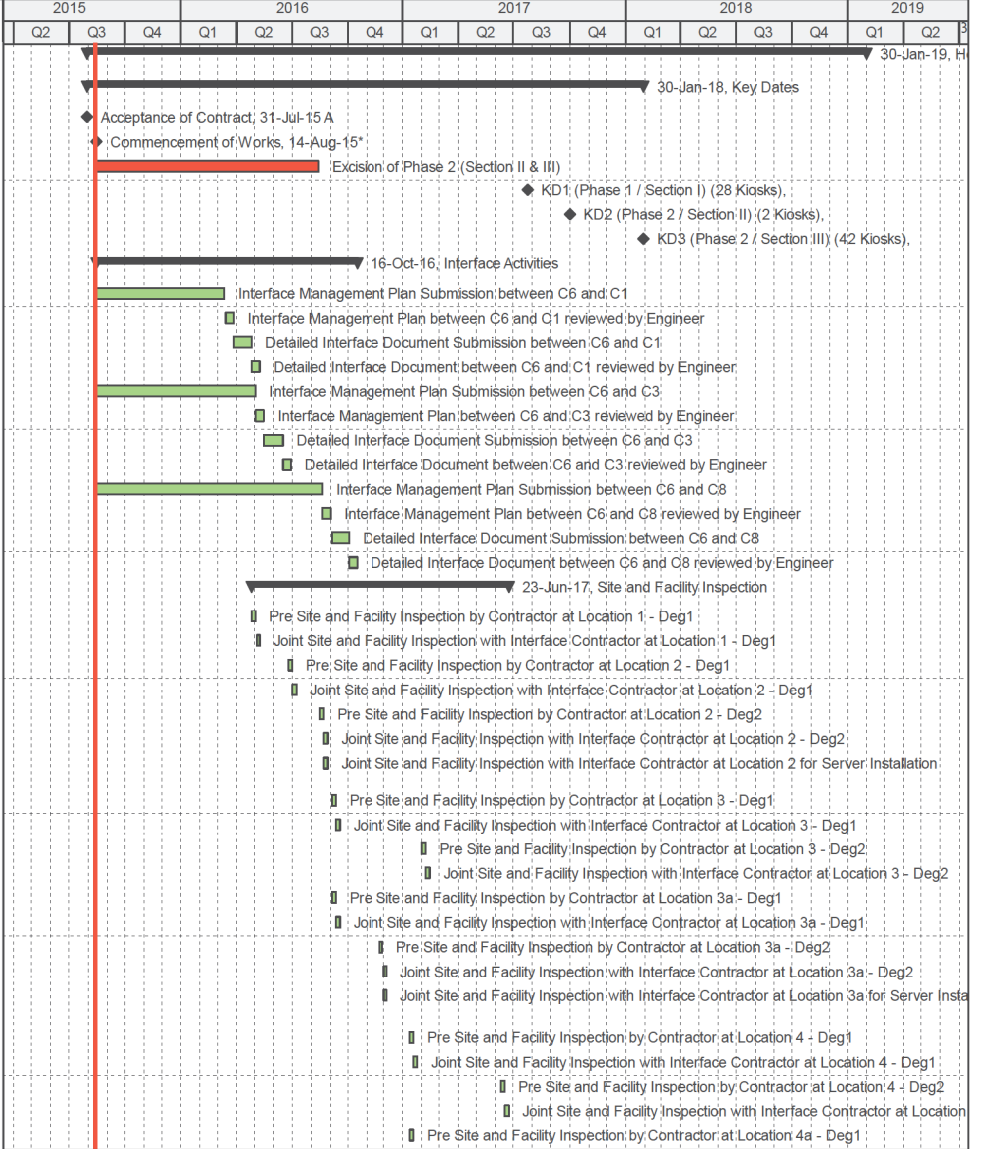 2015 2016 2017 2018 2019
Q2 Q3 Q4 Q1 Q2 Q3 Q4 Q1 Q2 Q3 Q4 Q1 Q2 Q3 Q4 Q1 Q2
30-Jan-19,
30-Jan-18, Key Dates
Acceptance of Contract, 31-Jul-15 A
Commencement of Works, 14-Aug-15*
Excision of Phase 2 (Section II & III)
KD1 (Phase 1 / Section I) (28 Kiosks),
KD2 (Phase 2 / Section II) (2 Kiosks),
KD3 (Phase 2 / Section III) (42 Kiosks),
16-Oct-16, Interface Activities
Interface Management Plan Submission between C6 and C1
Interface Management Plan between C6 and C1 reviewed by Engineer
Detailed Interface Document Submission between C6 and C1
Detailed Interface Document between C6 and C1 reviewed by Engineer
Interface Management Plan Submission between C6 and C3
Interface Management Plan between C6 and C3 reviewed by Engineer
Detailed Interface Document Submission between C6 and C3
Detailed Interface Document between C6 and C3 reviewed by Engineer
Interface Management Plan Submission between C6 and C8
Interface Management Plan between C6 and C8 reviewed by Engineer
Detailed Interface Document Submission between C6 and C8
Detailed Interface Document between C6 and C8 reviewed by Engineer
23-Jun-17, Site and Facility Inspection
Pre Site and Facility Inspection by Contractor at Location 1 - Deg1
Joint Site and Facility Inspection with Interface Contractor at Location 1 - Deg1
Pre Site and Facility Inspection by Contractor at Location 2 - Deg1
Joint Site and Facility Inspection with Interface Contractor at Location 2 - Deg1
Pre Site and Facility Inspection by Contractor at Location 2 - Deg2
Joint Site and Facility Inspection with Interface Contractor at Location 2 - Deg2
Joint Site and Facility Inspection with Interface Contractor at Location 2 for Server Installation
Pre Site and Facility Inspection by Contractor at Location 3 - Deg1
Joint Site and Facility Inspection with Interface Contractor at Location 3 - Deg1
Pre Site and Facility Inspection by Contractor at Location 3 - Deg2
Joint Site and Facility Inspection with Interface Contractor at Location 3 - Deg2
Pre Site and Facility Inspection by Contractor at Location 3a - Deg1
Joint Site and Facility Inspection with Interface Contractor at Location 3a - Deg1
Pre Site and Facility Inspection by Contractor at Location 3a - Deg2
Joint Site and Facility Inspection with Interface Contractor at Location 3a - Deg2
Joint Site and Facility Inspection with Interface Contractor at Location 3a for Server Insta
Pre Site and Facility Inspection by Contractor at Location 4 - Deg1
Joint Site and Facility Inspection with Interface Contractor at Location 4 - Deg1
Pre Site and Facility Inspection by Contractor at Location 4 - Deg2
Joint Site and Facility Inspection with Interface Contractor at Location
Pre Site and Facility Inspection by Contractor at Location 4a - Deg1